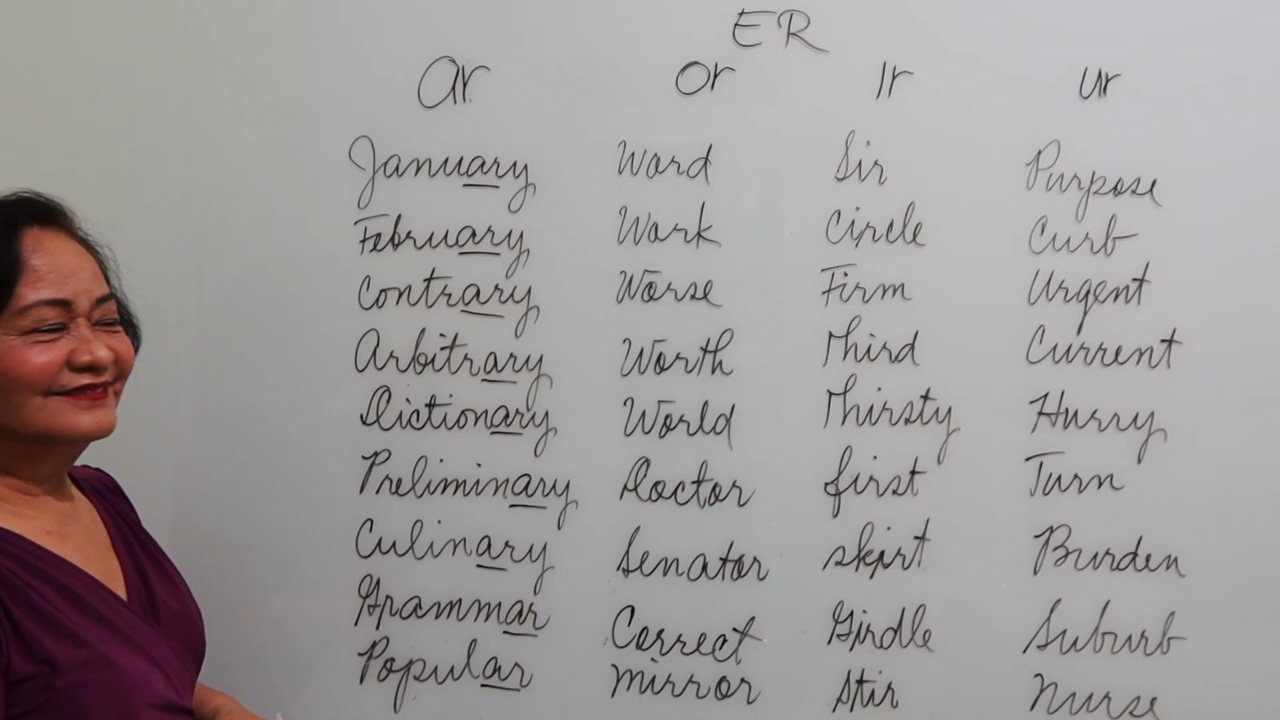 ER
ar or Ir ur
January Word Sir Purpose
February Work Circle Curb
Contrary Worse Firm Urgent
Arbitrary Worth Third Current
Dictionary World Thirsty Hurry
Preliminary Doctor first Turn
Culinary Senator skirt Burden
Grammar Correct Girdle Suburb
Popular Mirror Stir Nurse